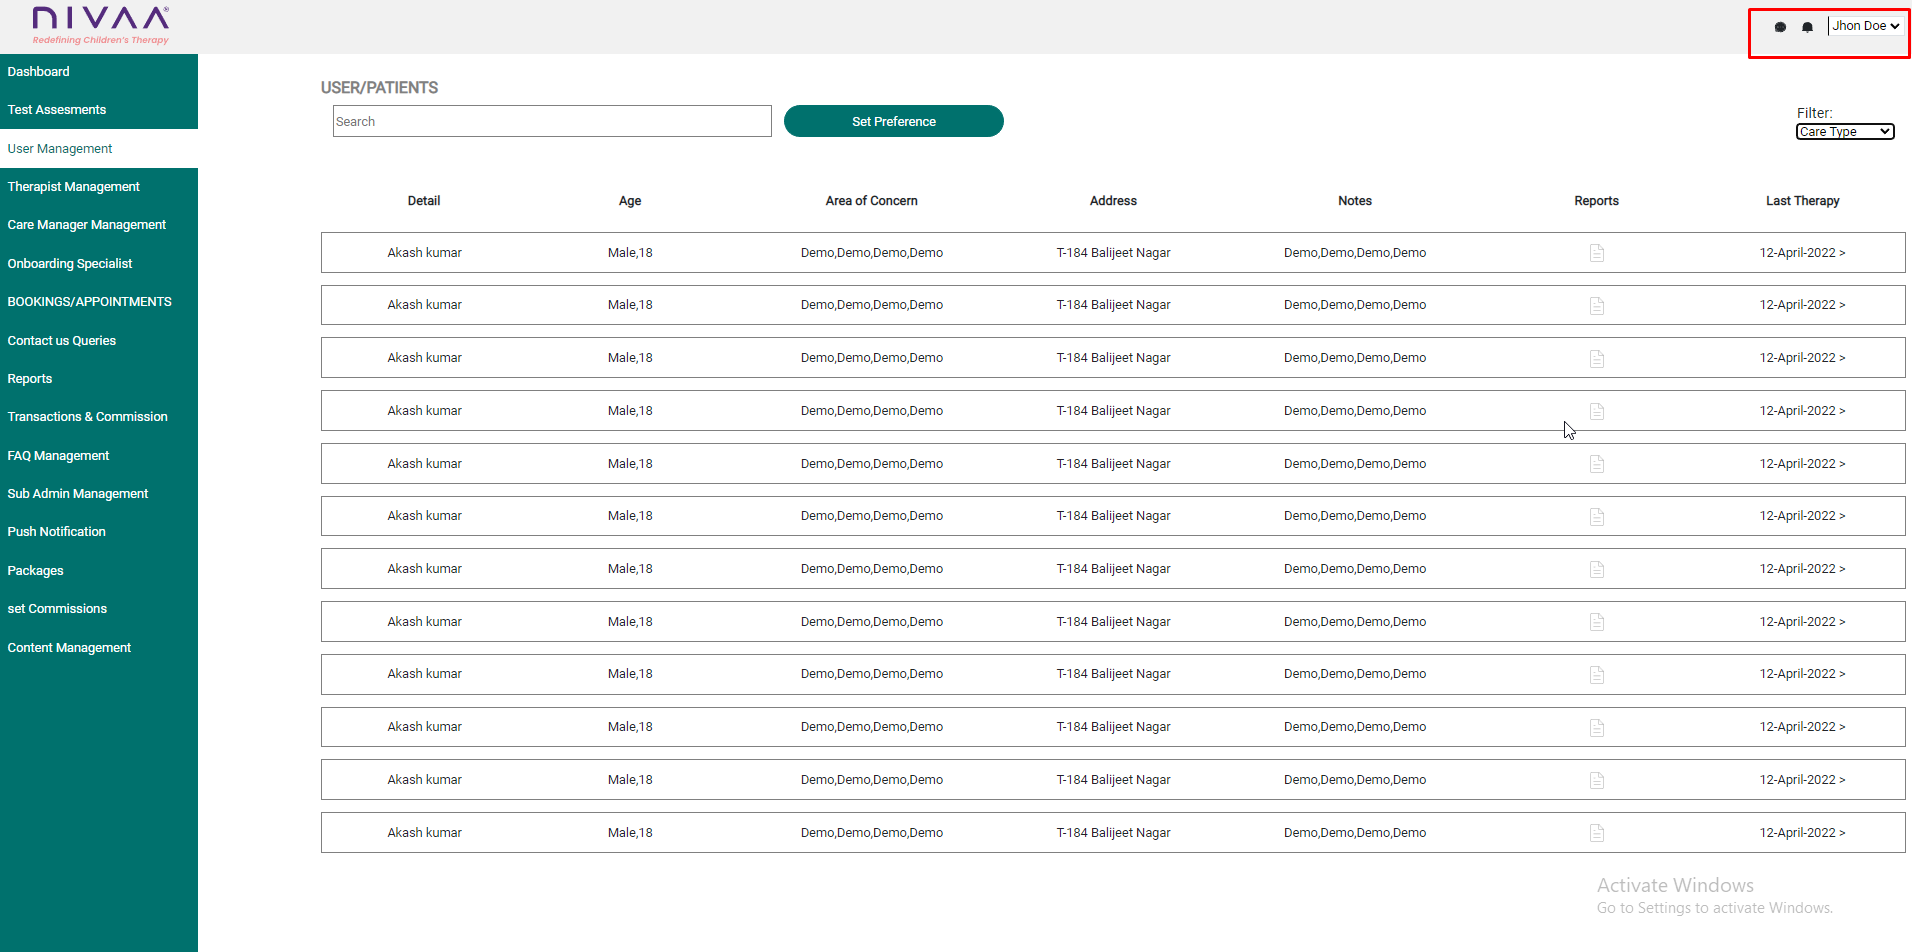 NIVAA®
Redefining Children's Therapy
Jhon Doe
Dashboard
Test Assesments
User Management
Therapist Management
Care Manager Management
Onboarding Specialist
BOOKINGS/APPOINTMENTS
Contact us Queries
Reports
Transactions & Commission
FAQ Management
Sub Admin Management
Push Notification
Packages
set Commissions
Content Management
USER/PATIENTS
Search
Set Preference
Filter:
Care Type
Detail Age Area of Concern Address Notes Reports Last Therapy
Akash kumar Male,18 Demo,Demo,Demo,Demo T-184 Balijeet Nagar Demo,Demo,Demo,Demo 12-April-2022 >
Akash kumar Male,18 Demo,Demo,Demo,Demo T-184 Balijeet Nagar Demo,Demo,Demo,Demo 12-April-2022 >
Akash kumar Male,18 Demo,Demo,Demo,Demo T-184 Balijeet Nagar Demo,Demo,Demo,Demo 12-April-2022 >
Akash kumar Male,18 Demo,Demo,Demo,Demo T-184 Balijeet Nagar Demo,Demo,Demo,Demo 12-April-2022 >
Akash kumar Male,18 Demo,Demo,Demo,Demo T-184 Balijeet Nagar Demo,Demo,Demo,Demo 12-April-2022 >
Akash kumar Male,18 Demo,Demo,Demo,Demo T-184 Balijeet Nagar Demo,Demo,Demo,Demo 12-April-2022 >
Akash kumar Male,18 Demo,Demo,Demo,Demo T-184 Balijeet Nagar Demo,Demo,Demo,Demo 12-April-2022 >
Akash kumar Male,18 Demo,Demo,Demo,Demo T-184 Balijeet Nagar Demo,Demo,Demo,Demo 12-April-2022 >
Akash kumar Male,18 Demo,Demo,Demo,Demo T-184 Balijeet Nagar Demo,Demo,Demo,Demo 12-April-2022 >
Akash kumar Male,18 Demo,Demo,Demo,Demo T-184 Balijeet Nagar Demo,Demo,Demo,Demo 12-April-2022 >
Akash kumar Male,18 Demo,Demo,Demo,Demo T-184 Balijeet Nagar Demo,Demo,Demo,Demo 12-April-2022 >
Akash kumar Male,18 Demo,Demo,Demo,Demo T-184 Balijeet Nagar Demo,Demo,Demo,Demo 12-April-2022 >
Activate Windows
Go to Settings to activate Windows.